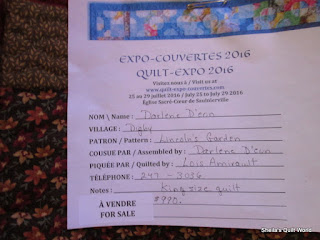 EXPO-COUVERTES 2016
QUILT-EXPO 2016
Visitez nous à / Visit us at
www.quilt-expo-couvertes.com
25 au 29 juillet 2016 / July 25 to July 29 2016
Église Sacré-Cœur de Saulnierville
NOM \ Name : Darlene D'eon
VILLAGE : Digby
PATRON / Pattern : Lincoln's Garden
COUSUE PAR / Assembled by : Darlene D'eon
PIQUÉE PAR / Quilted by : Lois Amirault
TÉLÉPHONE : 247-3036
Notes : King size quilt
À VENDRE $990.
FOR SALE
Sheila's Quilt World